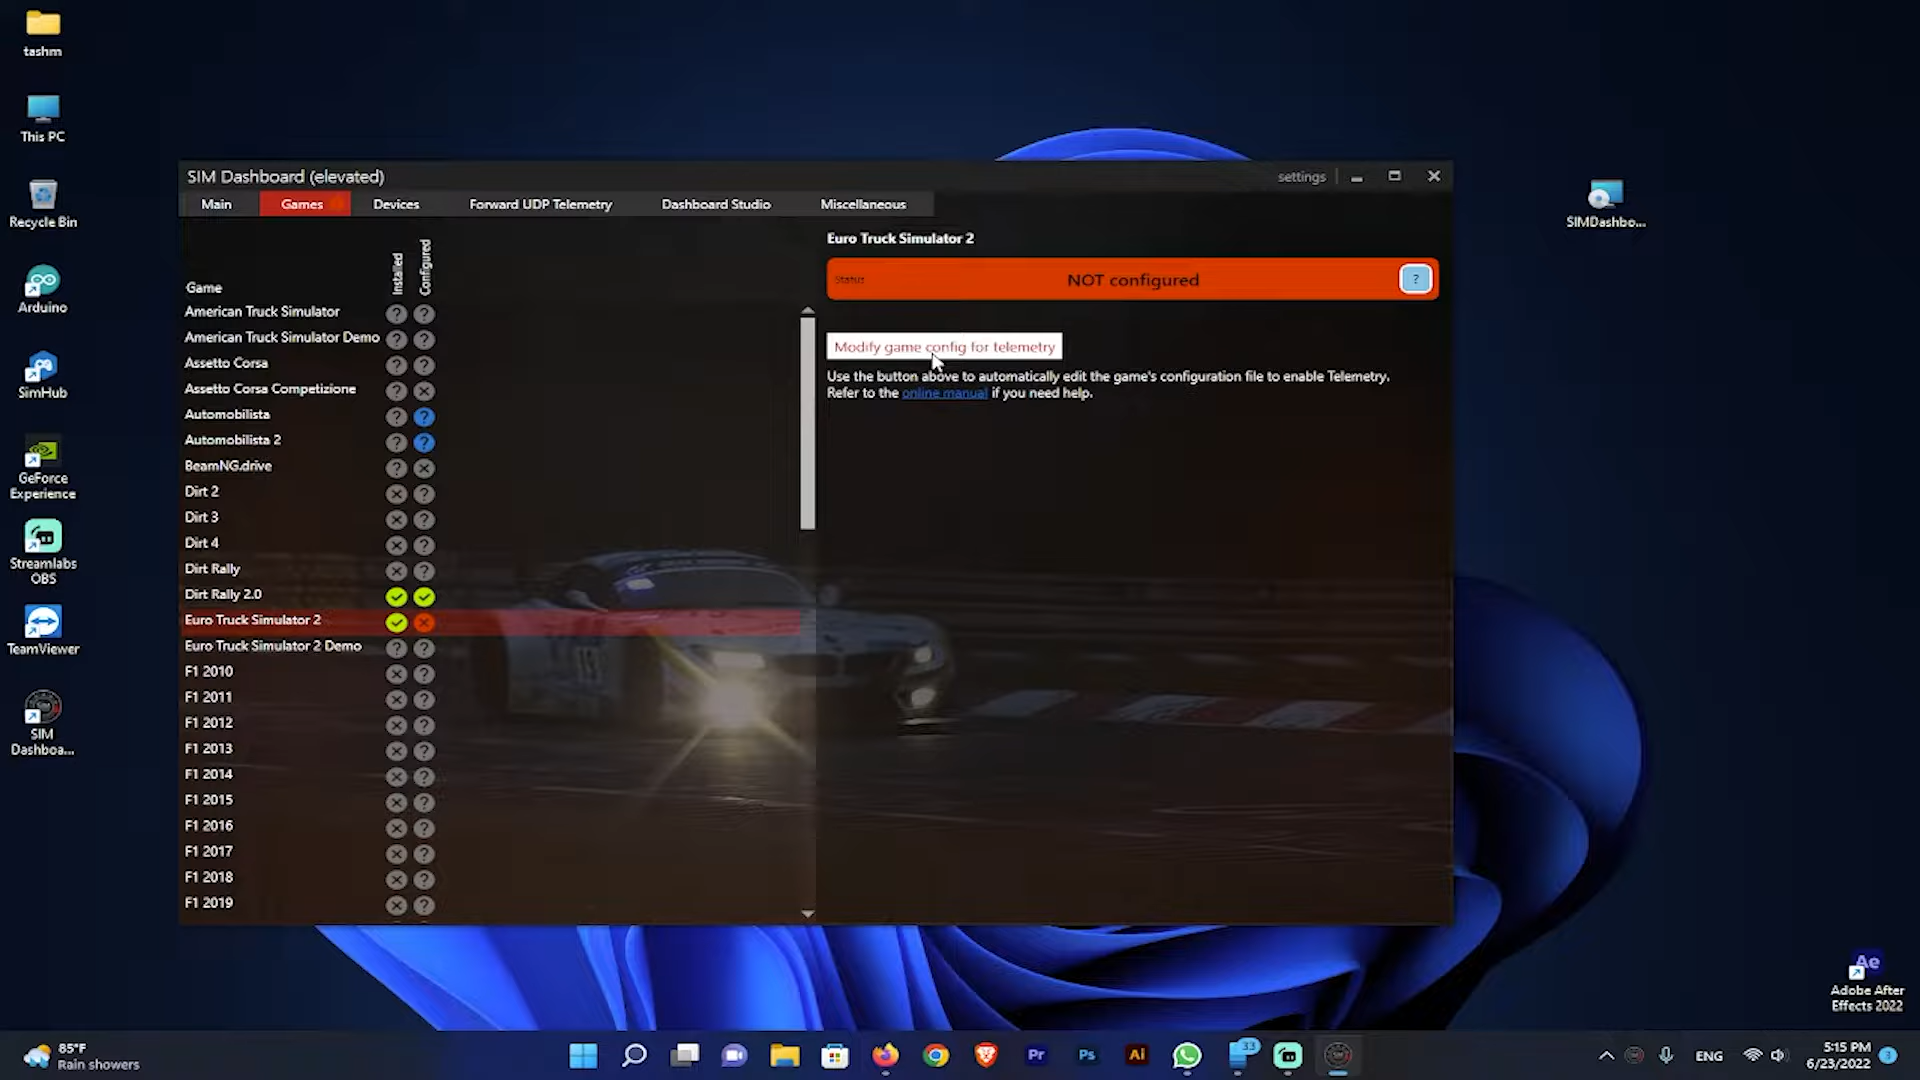 tashm
This PC
Recycle Bin
Arduino
SimHub
GeForce
Experience
Streamlabs
OBS
TeamViewer
SIM
Dashboa...
SIM Dashboard (elevated)
settings
Main
Games
Devices
Forward UDP Telemetry
Dashboard Studio
Miscellaneous
Game
Installed
Configured
American Truck Simulator
American Truck Simulator Demo
Assetto Corsa
Assetto Corsa Competizione
Automobilista
Automobilista 2
BeamNG.drive
Dirt 2
Dirt 3
Dirt 4
Dirt Rally
Dirt Rally 2.0
Euro Truck Simulator 2
Euro Truck Simulator 2 Demo
F1 2010
F1 2011
F1 2012
F1 2013
F1 2014
F1 2015
F1 2016
F1 2017
F1 2018
F1 2019
Euro Truck Simulator 2
Status
NOT configured
?
Modify game config for telemetry
Use the button above to automatically edit the game's configuration file to enable Telemetry.
Refer to the online manual if you need help.
SIMDashbo...
Ae
Adobe After
Effects 2022
85°F
Rain showers
Pr
Ps
Ai
33
ENG
5:15 PM
6/23/2022
3